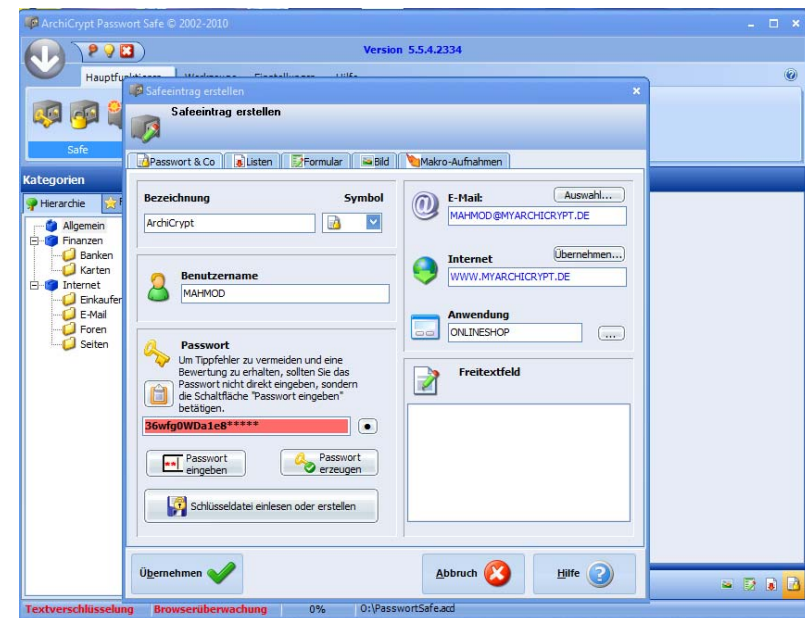 ArchiCrypt Passwort Safe © 2002-2010
Version 5.5.4.2334
Safe
Kategorien
Hierarchie
Allgemein
Finanzen
Banken
Karten
Internet
Einkaufen
E-Mail
Foren
Seiten
Safeeintrag erstellen
Safeeintrag erstellen
Passwort & Co
Listen
Formular
Bild
Makro-Aufnahmen
Bezeichnung
Symbol
ArchiCrypt
Benutzername
MAHMOD
Passwort
Um Tippfehler zu vermeiden und eine
Bewertung zu erhalten, sollten Sie das
Passwort nicht direkt eingeben, sondern
die Schaltfläche "Passwort eingeben"
betätigen.
36wfg0WDa1e8*****
Passwort
eingeben
Passwort
erzeugen
Schlüsseldatei einlesen oder erstellen
E-Mail:
Auswahl...
MAHMOD@MYARCHICRYPT.DE
Internet
Übernehmen...
WWW.MYARCHICRYPT.DE
Anwendung
ONLINESHOP
...
Freitextfeld
Übernehmen
Abbruch
Hilfe
Textverschlüsselung
Browserüberwachung
0%
O:\PasswortSafe.acd